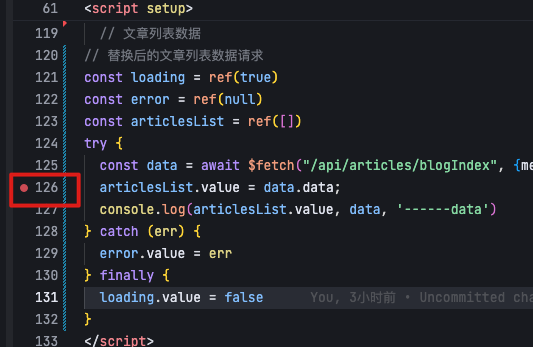 61 <script setup>
119 // 文章列表数据
120 // 替换后的文章列表数据请求
121 const loading = ref(true)
122 const error = ref(null)
123 const articlesList = ref([])
124 try {
125 const data = await $fetch("/api/articles/blogIndex", {me
126 articlesList.value = data.data;
127 console.log(articlesList.value, data, '------data')
128 } catch (err) {
129 error.value = err
130 } finally {
131 loading.value = false You, 3小时前 • Uncommitted cha
132 }
133 </script>